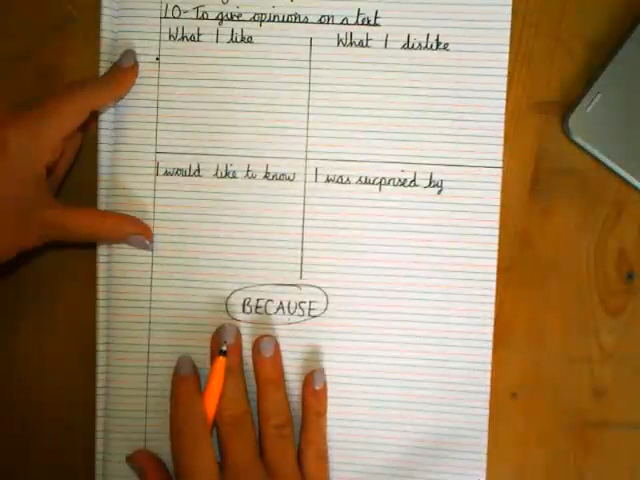 10-To give opinions on a text
What I like
What I dislike
I would like to know
I was surprised by
BECAUSE